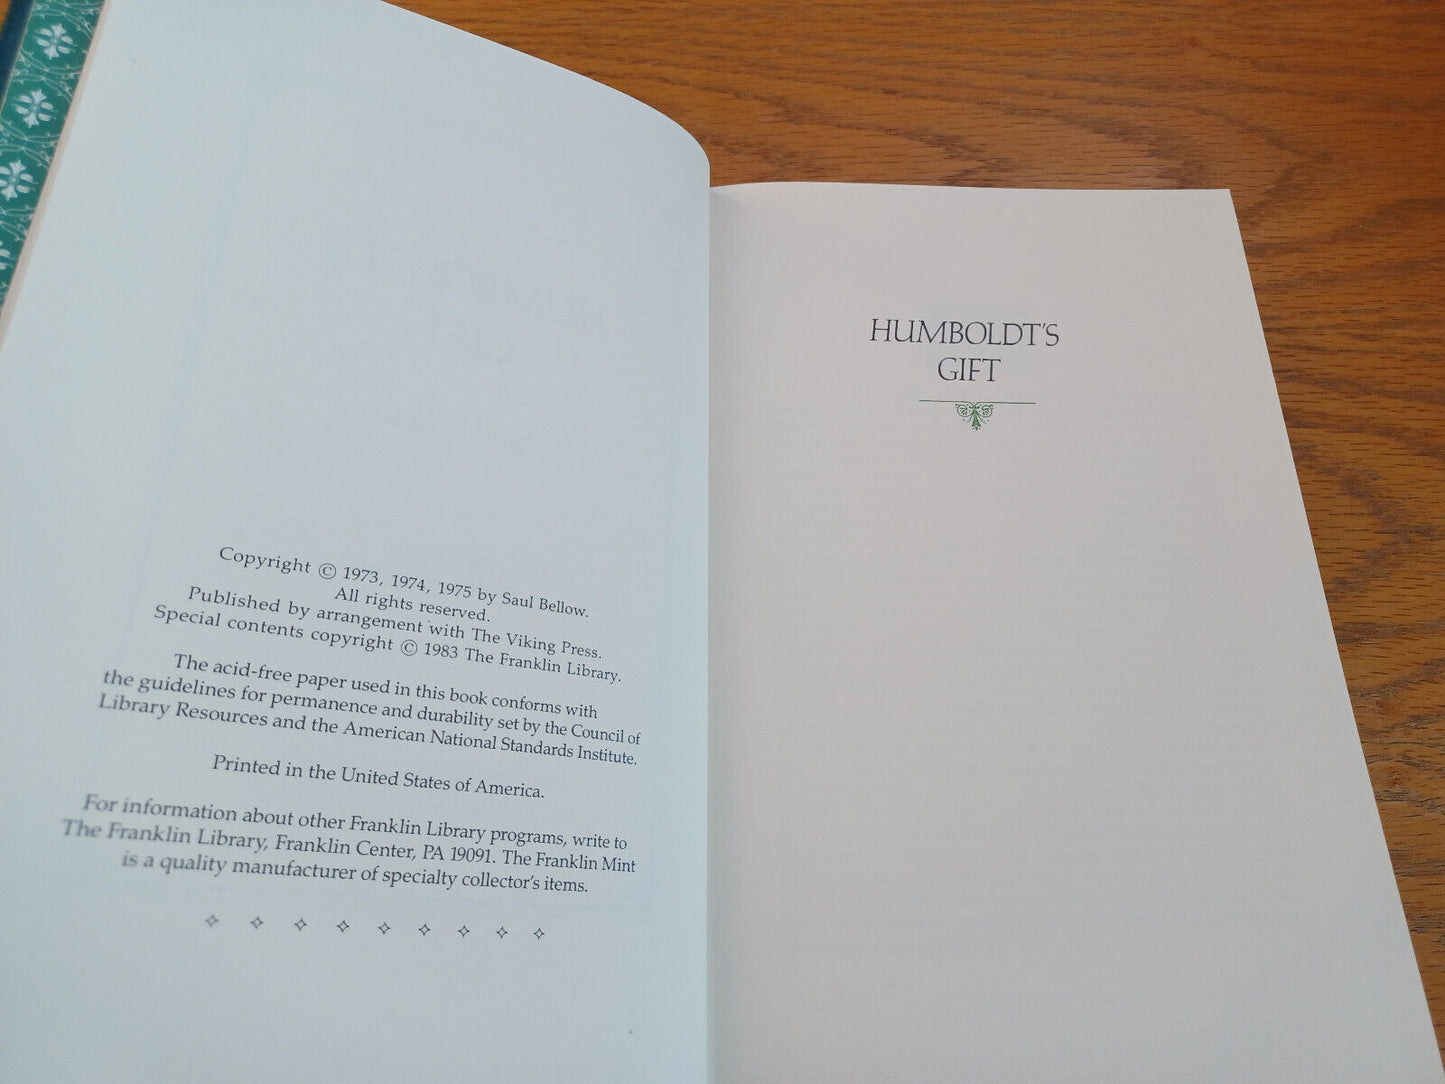 Copyright © 1973, 1974, 1975 by Saul Bellow.
All rights reserved.
Published by arrangement with The Viking Press.
Special contents copyright © 1983 The Franklin Library.
The acid-free paper used in this book conforms with
the guidelines for permanence and durability set by the Council of
Library Resources and the American National Standards Institute.
Printed in the United States of America.
For information about other Franklin Library programs, write to
The Franklin Library, Franklin Center, PA 19091. The Franklin Mint
is a quality manufacturer of specialty collector's items.
HUMBOLDT'S
GIFT